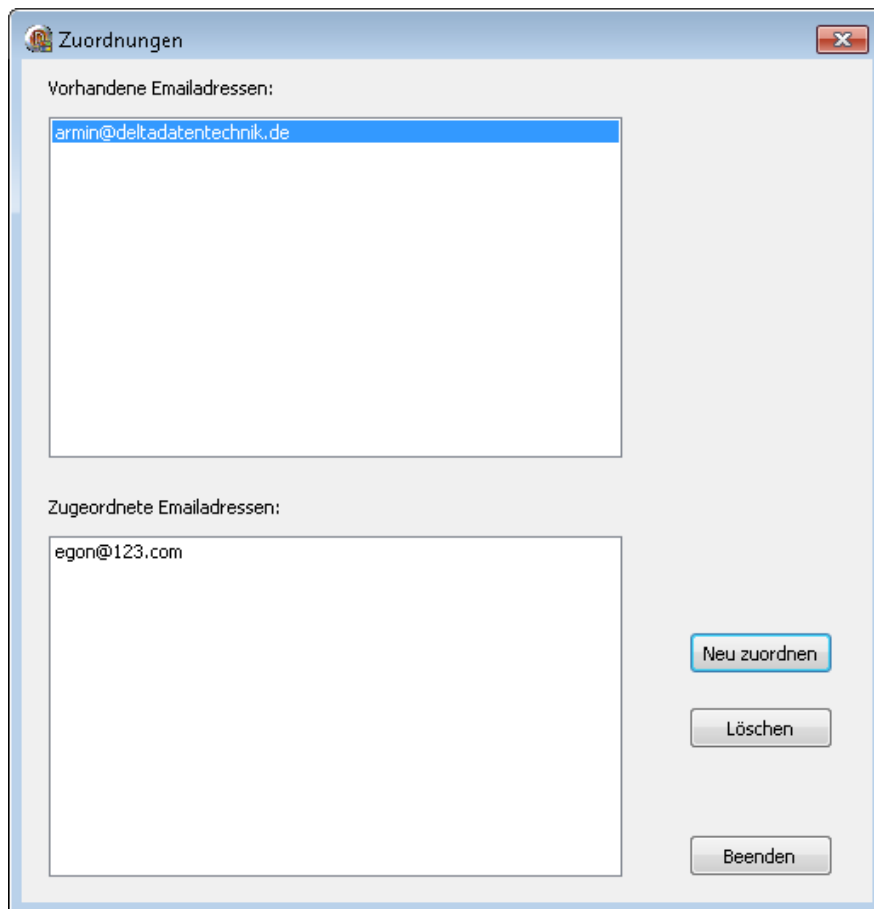 Zuordnungen
Vorhandene Emailadressen:
armin@deltadatentechnik.de
Zugeordnete Emailadressen:
egon@123.com
Neu zuordnen
Löschen
Beenden